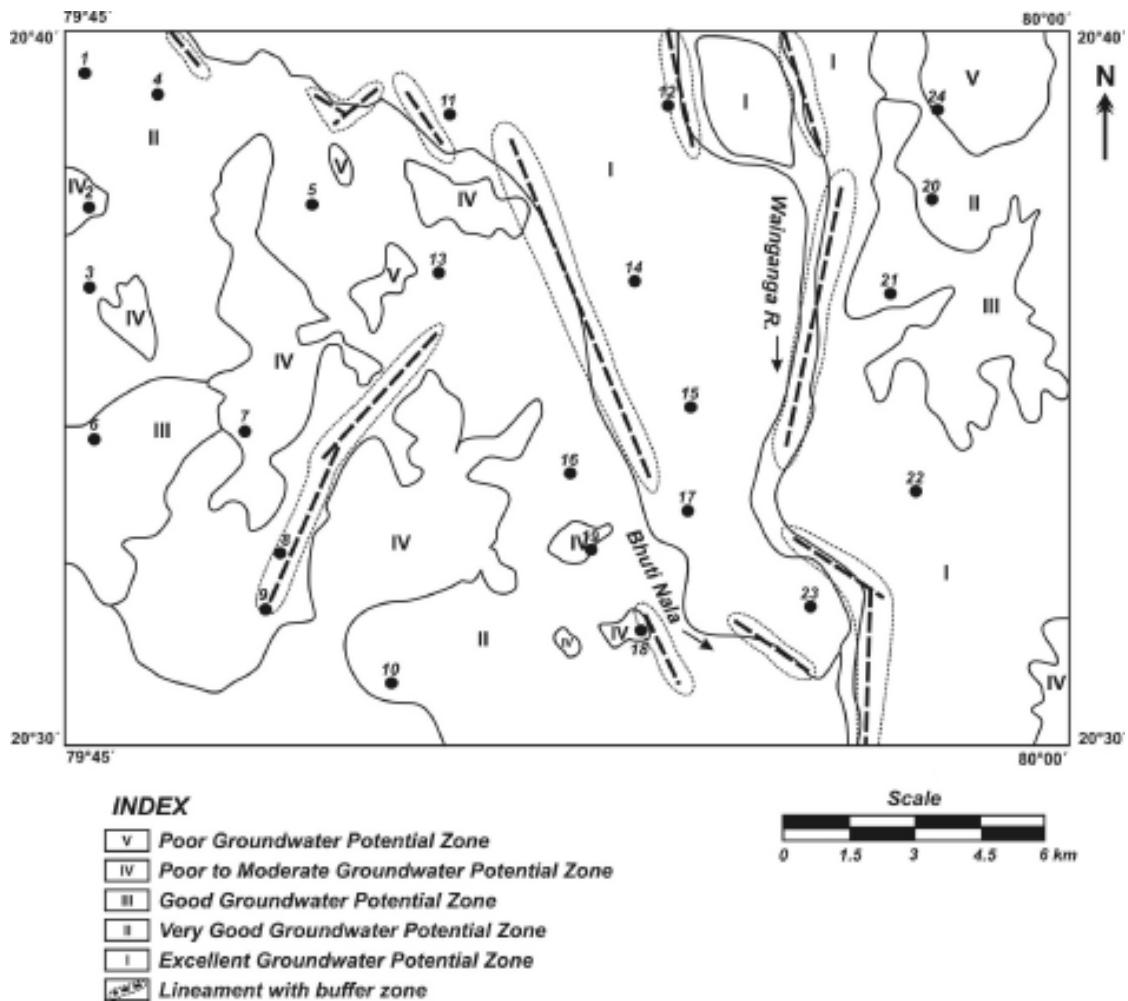 79°45´ 80°00´
20°40´ 20°40´
1
4
11
12
I
I
V
24
N
II
V
5
IV
I
IV
2
20
II
Wainganga R.
13
V
14
21
III
3
IV
IV
15
6
III
7
16
22
17
IV
IV
19
8
Bhuti Nala
I
9
23
II
IV
IV
18
10
IV
20°30´ 20°30´
79°45´ 80°00´
INDEX
V Poor Groundwater Potential Zone
IV Poor to Moderate Groundwater Potential Zone
III Good Groundwater Potential Zone
II Very Good Groundwater Potential Zone
I Excellent Groundwater Potential Zone
Lineament with buffer zone
Scale
0 1.5 3 4.5 6 km